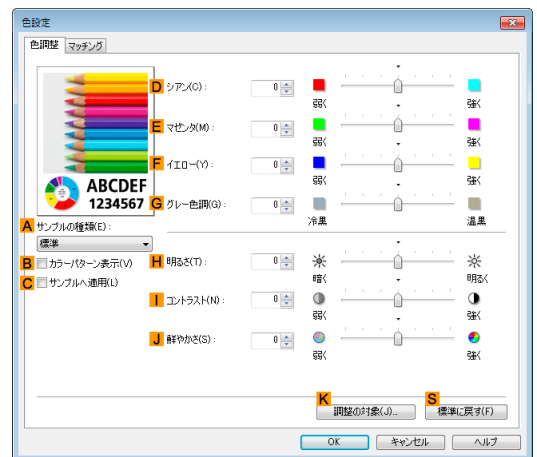 色設定
色調整 マッチング
ABCDEF
1234567
A サンプルの種類(E):
標準
B カラーパターン表示(V)
C サンプルへ適用(L)
D シアン(C): 0
弱く 強く
E マゼンタ(M): 0
弱く 強く
F イエロー(Y): 0
弱く 強く
G グレー色調(G): 0
冷黒 温黒
H 明るさ(T): 0
暗く 明るく
I コントラスト(N): 0
弱く 強く
J 鮮やかさ(S): 0
弱く 強く
K 調整の対象(J)... S 標準に戻す(F)
OK キャンセル ヘルプ